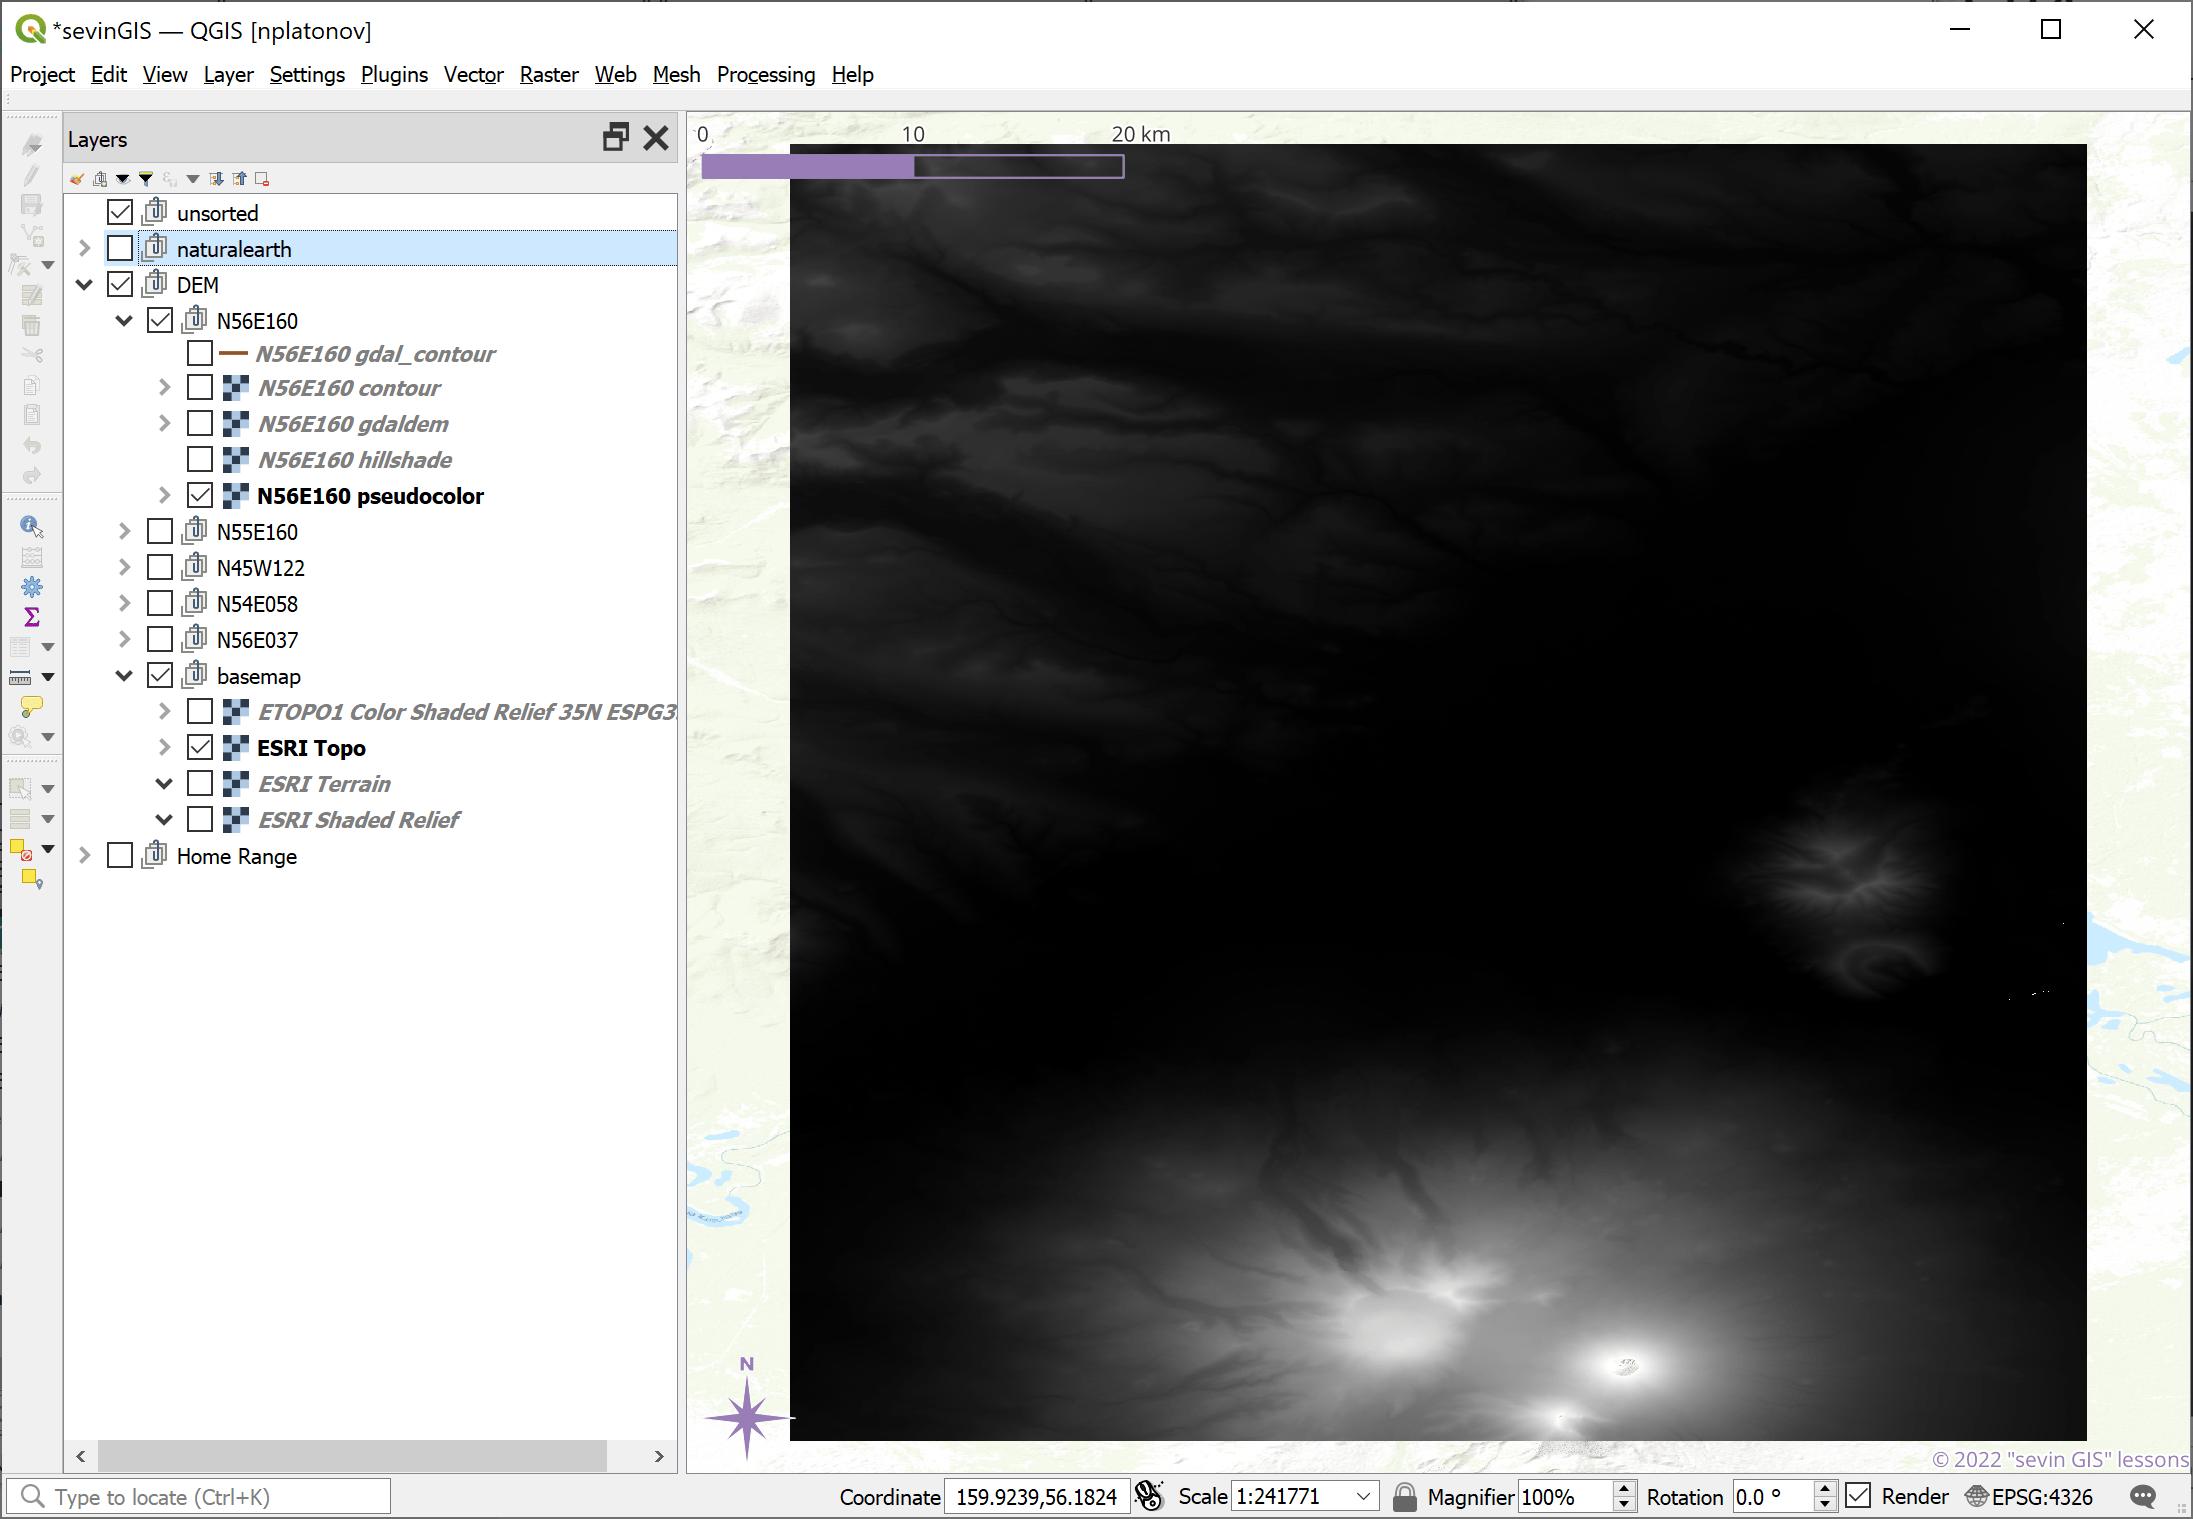 *sevinGIS — QGIS [nplatonov]
Project Edit View Layer Settings Plugins Vector Raster Web Mesh Processing Help
Layers
unsorted
naturalearth
DEM
N56E160
N56E160 gdal_contour
N56E160 contour
N56E160 gdaldem
N56E160 hillshade
N56E160 pseudocolor
N55E160
N45W122
N54E058
N56E037
basemap
ETOPO1 Color Shaded Relief 35N ESPG3
ESRI Topo
ESRI Terrain
ESRI Shaded Relief
Home Range
0 10 20 km
N
© 2022 "sevin GIS" lessons
Type to locate (Ctrl+K) Coordinate 159.9239,56.1824 Scale 1:241771 Magnifier 100% Rotation 0.0 ° Render EPSG:4326